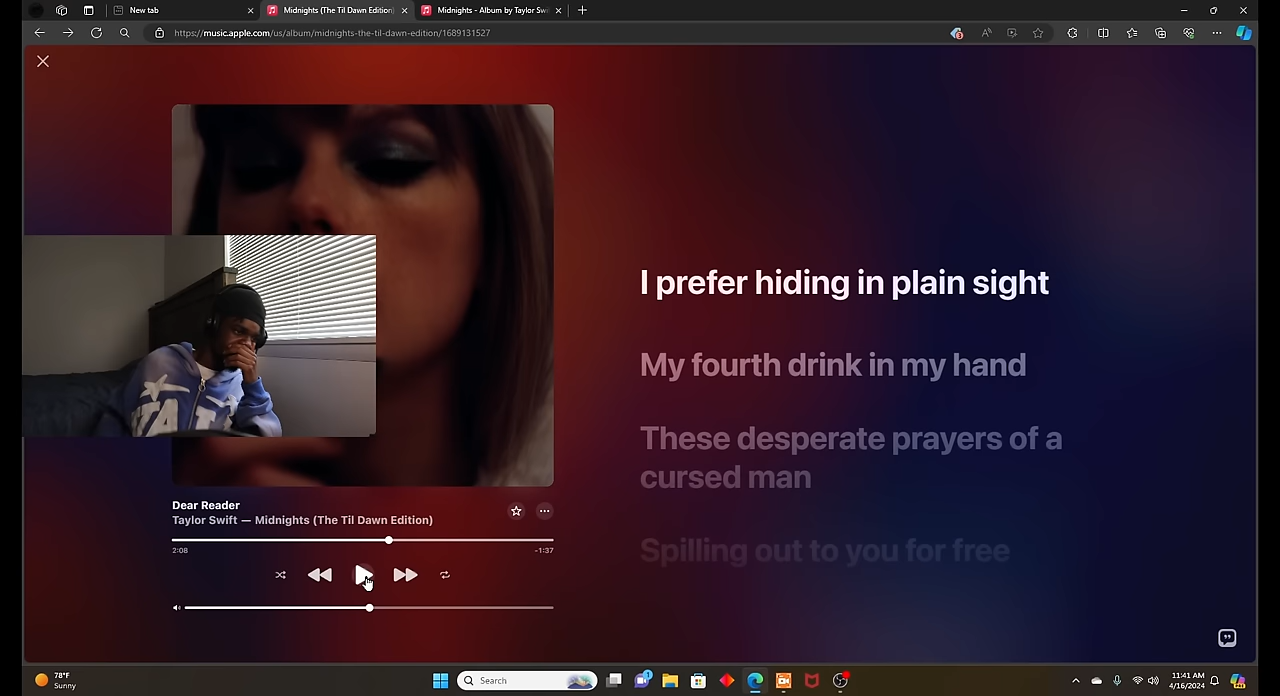 New tab
Midnights (The Til Dawn Edition)
Midnights - Album by Taylor Swi
https://music.apple.com/us/album/midnights-the-til-dawn-edition/1689131527
I prefer hiding in plain sight
My fourth drink in my hand
These desperate prayers of a
cursed man
Spilling out to you for free
Dear Reader
Taylor Swift — Midnights (The Til Dawn Edition)
2:08
-1:37
78°F
Sunny
Search
11:41 AM
4/16/2024